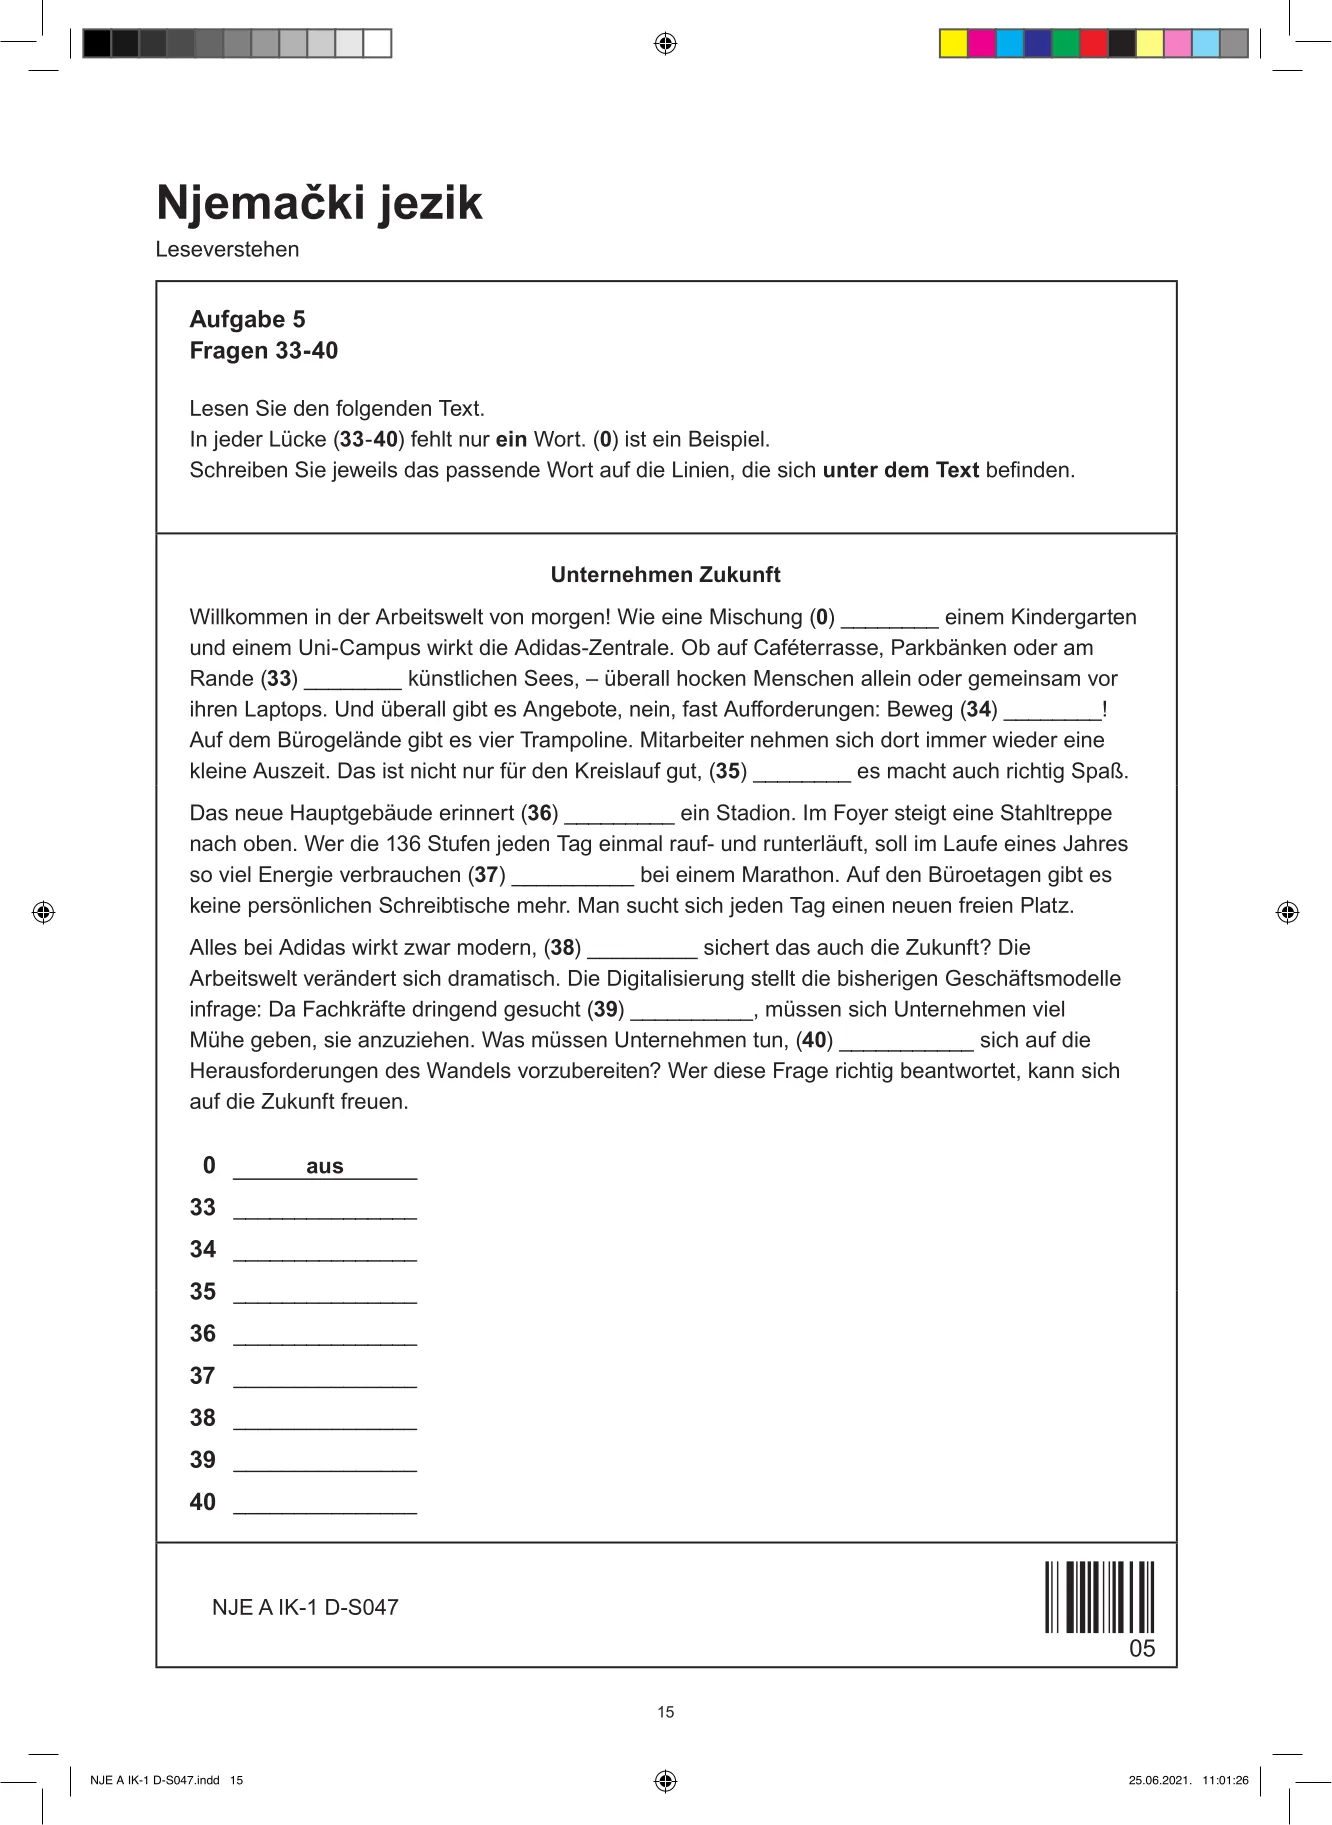 Njemački jezik
Leseverstehen
Aufgabe 5
Fragen 33-40
Lesen Sie den folgenden Text.
In jeder Lücke (33-40) fehlt nur ein Wort. (0) ist ein Beispiel.
Schreiben Sie jeweils das passende Wort auf die Linien, die sich unter dem Text befinden.
Unternehmen Zukunft
Willkommen in der Arbeitswelt von morgen! Wie eine Mischung (0) ________ einem Kindergarten
und einem Uni-Campus wirkt die Adidas-Zentrale. Ob auf Caféterrasse, Parkbänken oder am
Rande (33) ________ künstlichen Sees, – überall hocken Menschen allein oder gemeinsam vor
ihren Laptops. Und überall gibt es Angebote, nein, fast Aufforderungen: Beweg (34) ________!
Auf dem Bürogelände gibt es vier Trampoline. Mitarbeiter nehmen sich dort immer wieder eine
kleine Auszeit. Das ist nicht nur für den Kreislauf gut, (35) ________ es macht auch richtig Spaß.
Das neue Hauptgebäude erinnert (36) _________ ein Stadion. Im Foyer steigt eine Stahltreppe
nach oben. Wer die 136 Stufen jeden Tag einmal rauf- und runterläuft, soll im Laufe eines Jahres
so viel Energie verbrauchen (37) __________ bei einem Marathon. Auf den Büroetagen gibt es
keine persönlichen Schreibtische mehr. Man sucht sich jeden Tag einen neuen freien Platz.
Alles bei Adidas wirkt zwar modern, (38) _________ sichert das auch die Zukunft? Die
Arbeitswelt verändert sich dramatisch. Die Digitalisierung stellt die bisherigen Geschäftsmodelle
infrage: Da Fachkräfte dringend gesucht (39) __________, müssen sich Unternehmen viel
Mühe geben, sie anzuziehen. Was müssen Unternehmen tun, (40) ___________ sich auf die
Herausforderungen des Wandels vorzubereiten? Wer diese Frage richtig beantwortet, kann sich
auf die Zukunft freuen.
0 ______aus______
33 _______________
34 _______________
35 _______________
36 _______________
37 _______________
38 _______________
39 _______________
40 _______________
NJE A IK-1 D-S047
05
15
NJE A IK-1 D-S047.indd 15
25.06.2021. 11:01:26